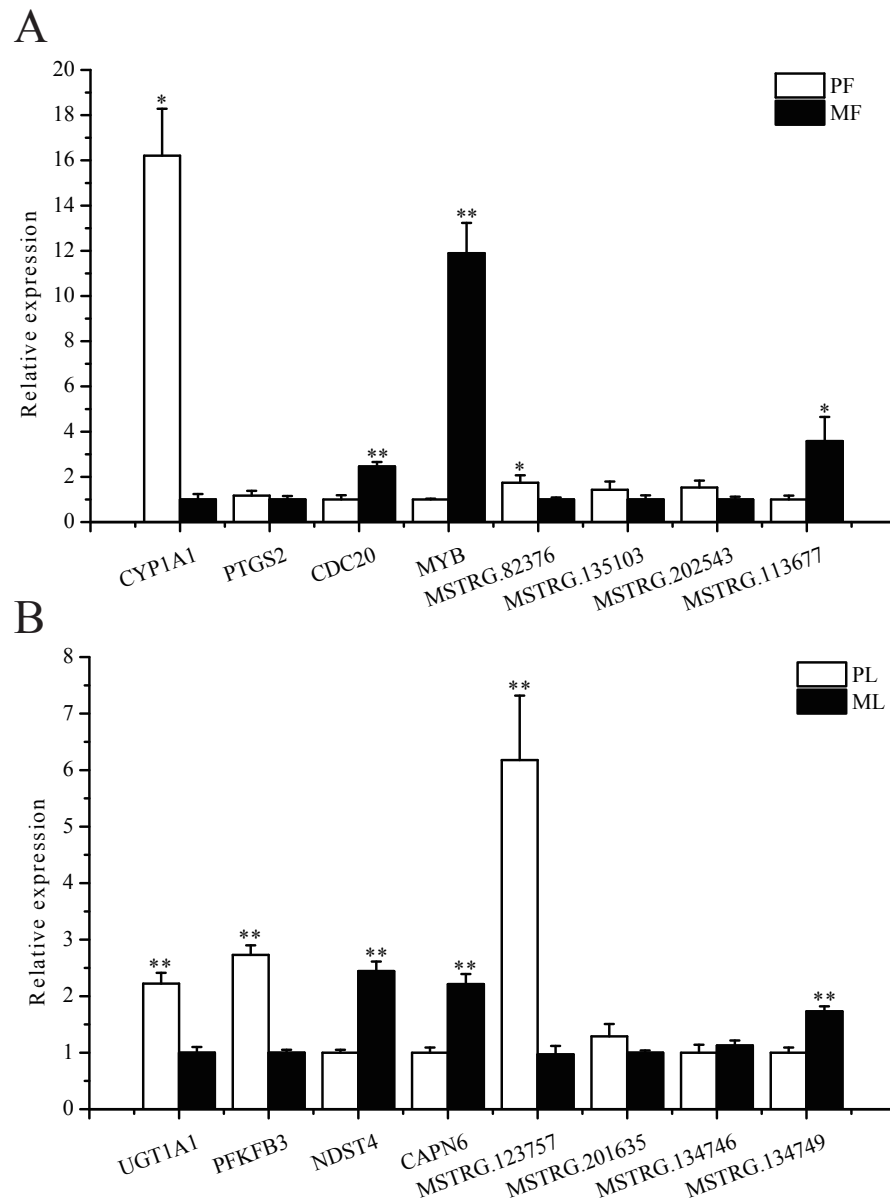 A
20
18
16
14
12
10
8
6
4
2
0
Relative expression
PF
MF
*
**
**
*
*
CYP1A1
PTGS2
CDC20
MYB
MSTRG.82376
MSTRG.135103
MSTRG.202543
MSTRG.113677
B
8
7
6
5
4
3
2
1
0
Relative expression
PL
ML
**
**
**
**
**
**
UGT1A1
PFKFB3
NDST4
CAPN6
MSTRG.123757
MSTRG.201635
MSTRG.134746
MSTRG.134749